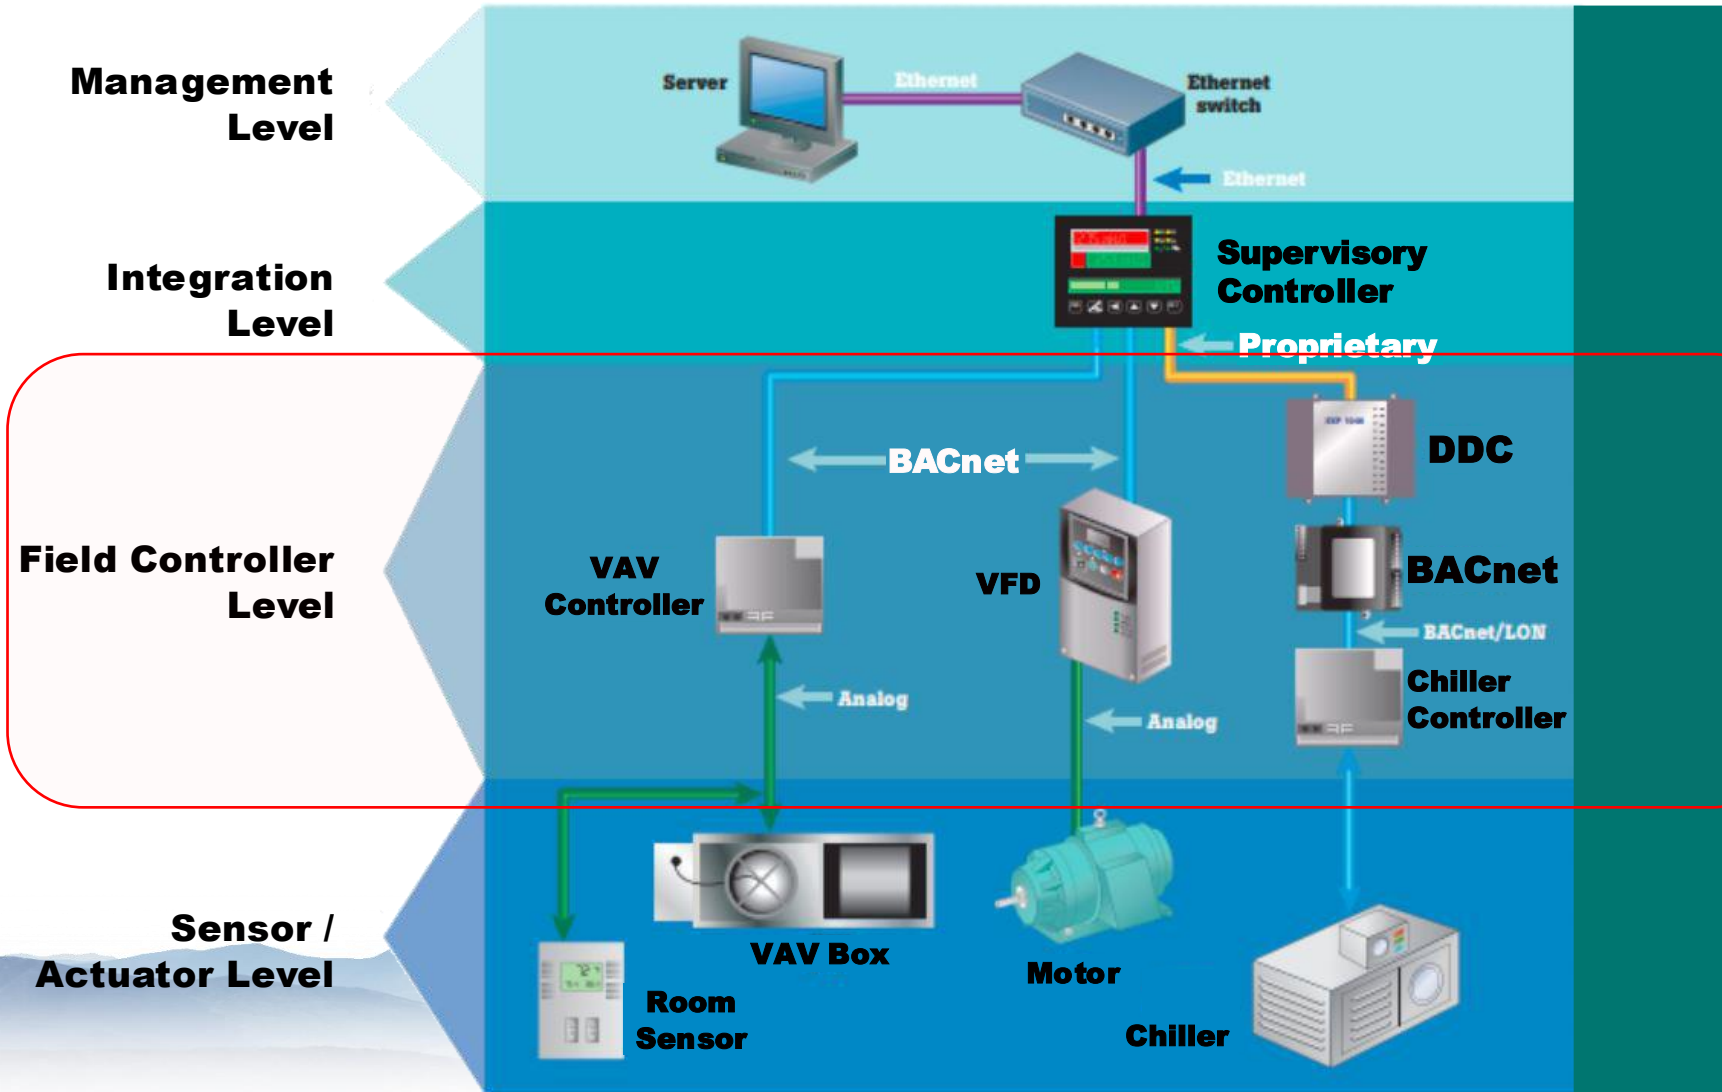 Management
Level
Server
Ethernet
Ethernet
switch
Ethernet
Integration
Level
Supervisory
Controller
Proprietary
Field Controller
Level
BACnet
DDC
VAV
Controller
VFD
BACnet
BACnet/LON
Analog
Analog
Chiller
Controller
Sensor /
Actuator Level
VAV Box
Motor
Room
Sensor
Chiller
72°